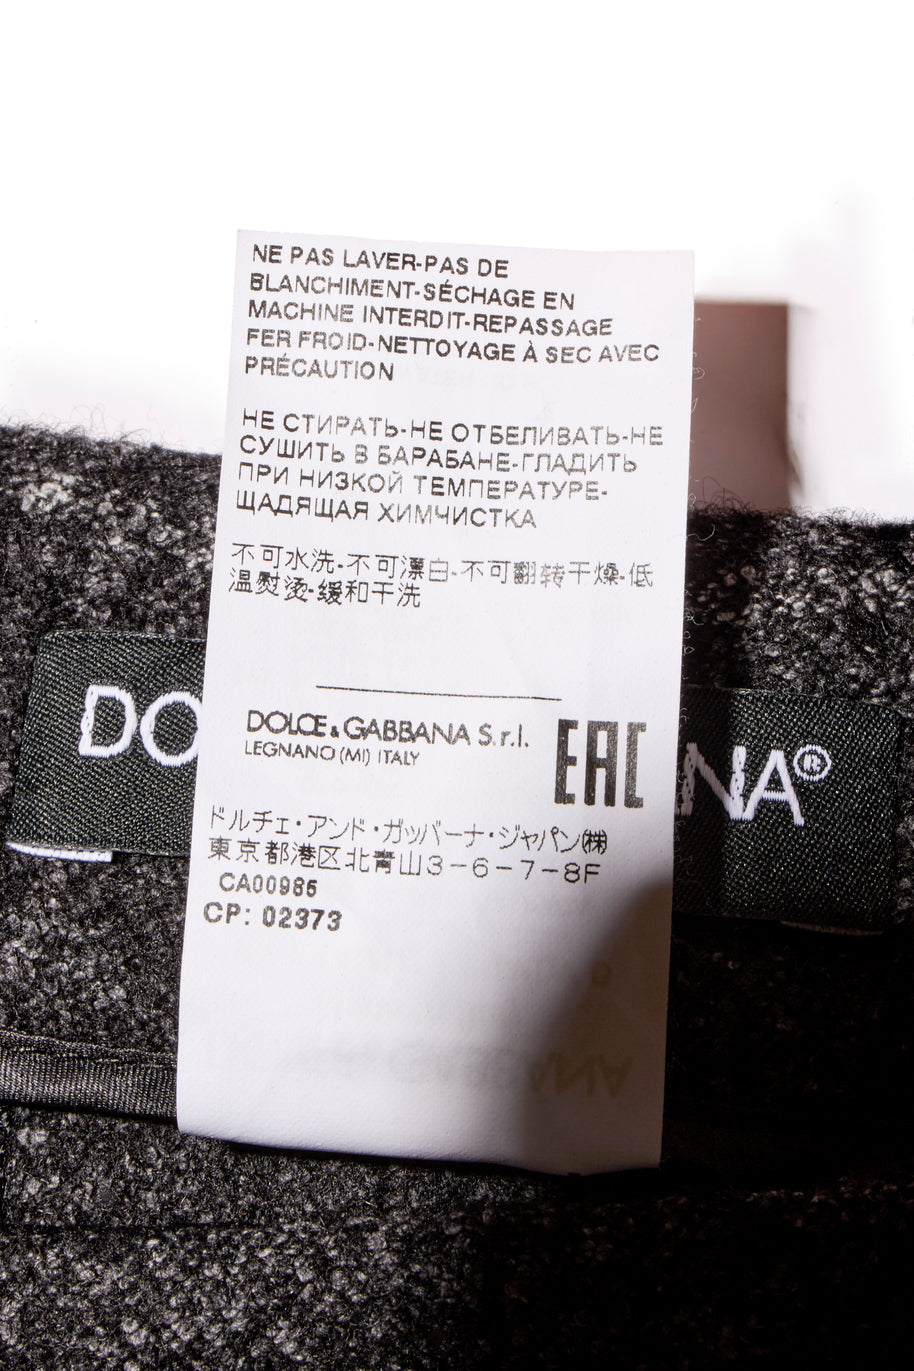 NE PAS LAVER-PAS DE
BLANCHIMENT-SÉCHAGE EN
MACHINE INTERDIT-REPASSAGE
FER FROID-NETTOYAGE À SEC AVEC
PRÉCAUTION
НЕ СТИРАТЬ-НЕ ОТБЕЛИВАТЬ-НЕ
СУШИТЬ В БАРАБАНЕ-ГЛАДИТЬ
ПРИ НИЗКОЙ ТЕМПЕРАТУРЕ-
ЩАДЯЩАЯ ХИМЧИСТКА
不可水洗-不可漂白-不可翻转干燥-低
温熨烫-缓和干洗
DO NA®
DOLCE & GABBANA S.r.l.
LEGNANO (MI) ITALY
EAC
ドルチェ・アンド・ガッバーナ・ジャパン㈱
東京都港区北青山3-6-7-8F
CA00985
CP: 02373